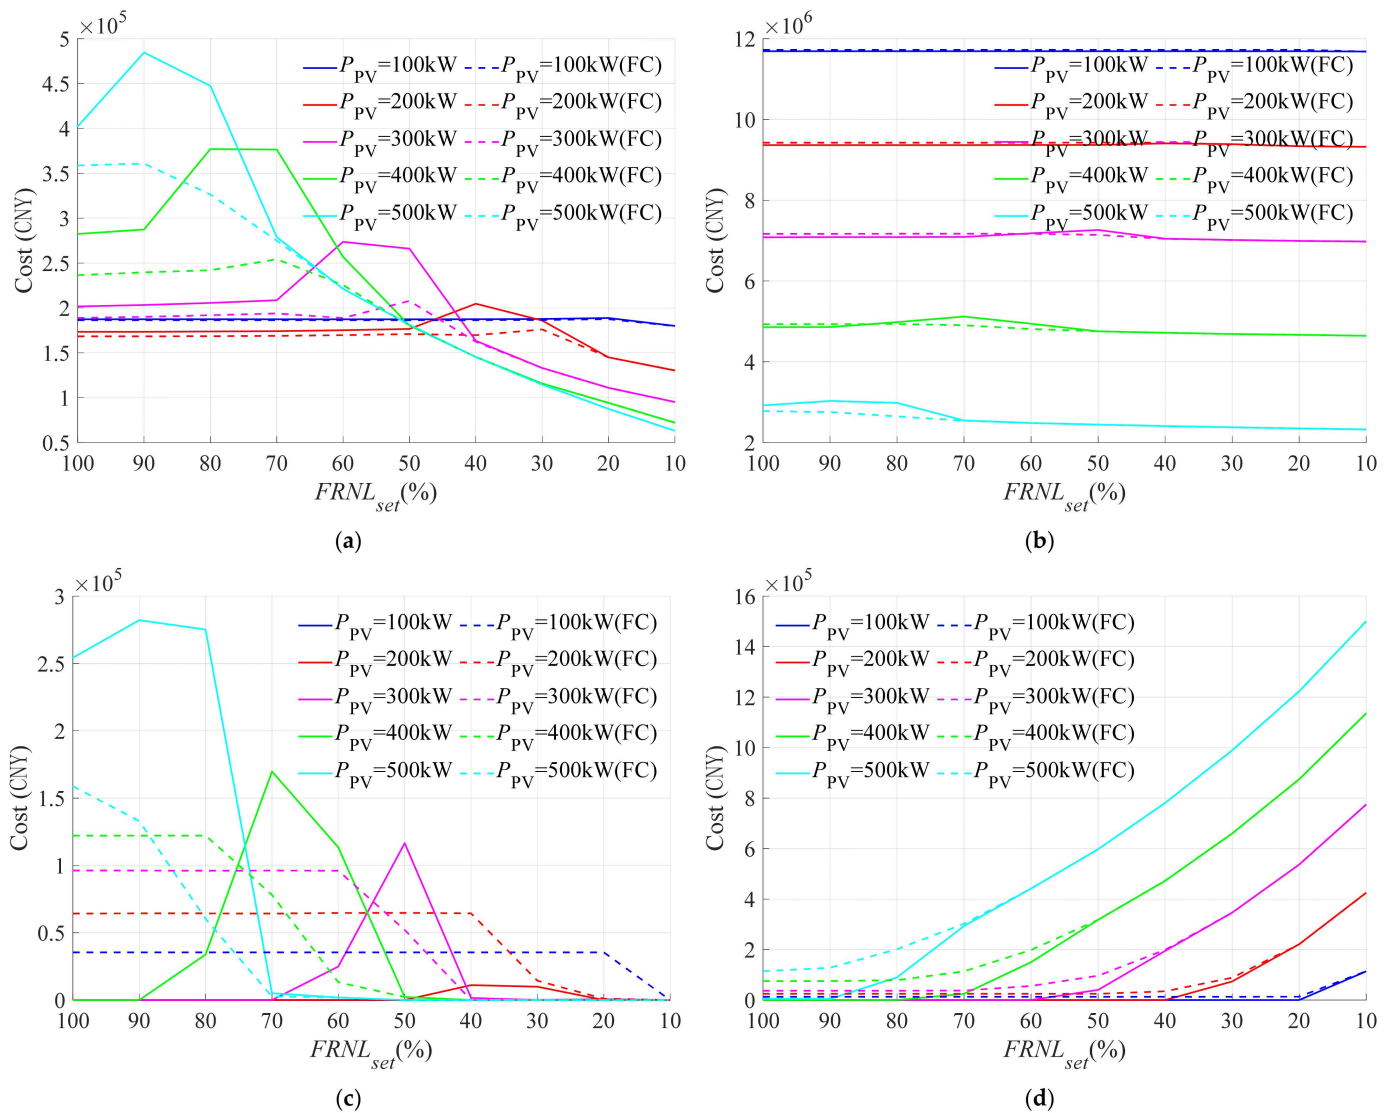 ×10⁵
5
4.5
4
3.5
3
2.5
2
1.5
1
0.5
Cost (CNY)
P_PV=100kW P_PV=100kW(FC)
P_PV=200kW P_PV=200kW(FC)
P_PV=300kW P_PV=300kW(FC)
P_PV=400kW P_PV=400kW(FC)
P_PV=500kW P_PV=500kW(FC)
100 90 80 70 60 50 40 30 20 10
FRNL_set(%)
(a)
×10⁶
12
10
8
6
4
2
Cost (CNY)
P_PV=100kW P_PV=100kW(FC)
P_PV=200kW P_PV=200kW(FC)
P_PV=300kW P_PV=300kW(FC)
P_PV=400kW P_PV=400kW(FC)
P_PV=500kW P_PV=500kW(FC)
100 90 80 70 60 50 40 30 20 10
FRNL_set(%)
(b)
×10⁵
3
2.5
2
1.5
1
0.5
0
Cost (CNY)
P_PV=100kW P_PV=100kW(FC)
P_PV=200kW P_PV=200kW(FC)
P_PV=300kW P_PV=300kW(FC)
P_PV=400kW P_PV=400kW(FC)
P_PV=500kW P_PV=500kW(FC)
100 90 80 70 60 50 40 30 20 10
FRNL_set(%)
(c)
×10⁵
16
14
12
10
8
6
4
2
0
Cost (CNY)
P_PV=100kW P_PV=100kW(FC)
P_PV=200kW P_PV=200kW(FC)
P_PV=300kW P_PV=300kW(FC)
P_PV=400kW P_PV=400kW(FC)
P_PV=500kW P_PV=500kW(FC)
100 90 80 70 60 50 40 30 20 10
FRNL_set(%)
(d)